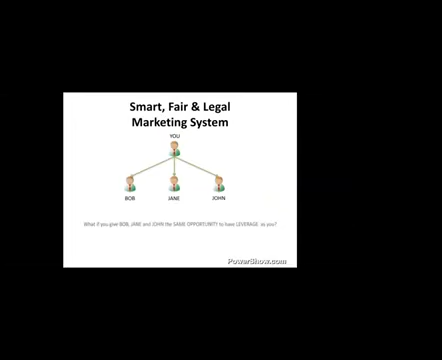 Smart, Fair & Legal
Marketing System
YOU
BOB JANE JOHN
What if you give BOB, JANE and JOHN the SAME OPPORTUNITY to have LEVERAGE as you?
PowerShow.com